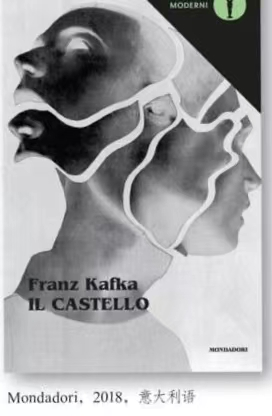 MODERNI
Franz Kafka
IL CASTELLO
MONDADORI
Mondadori，2018，意大利语